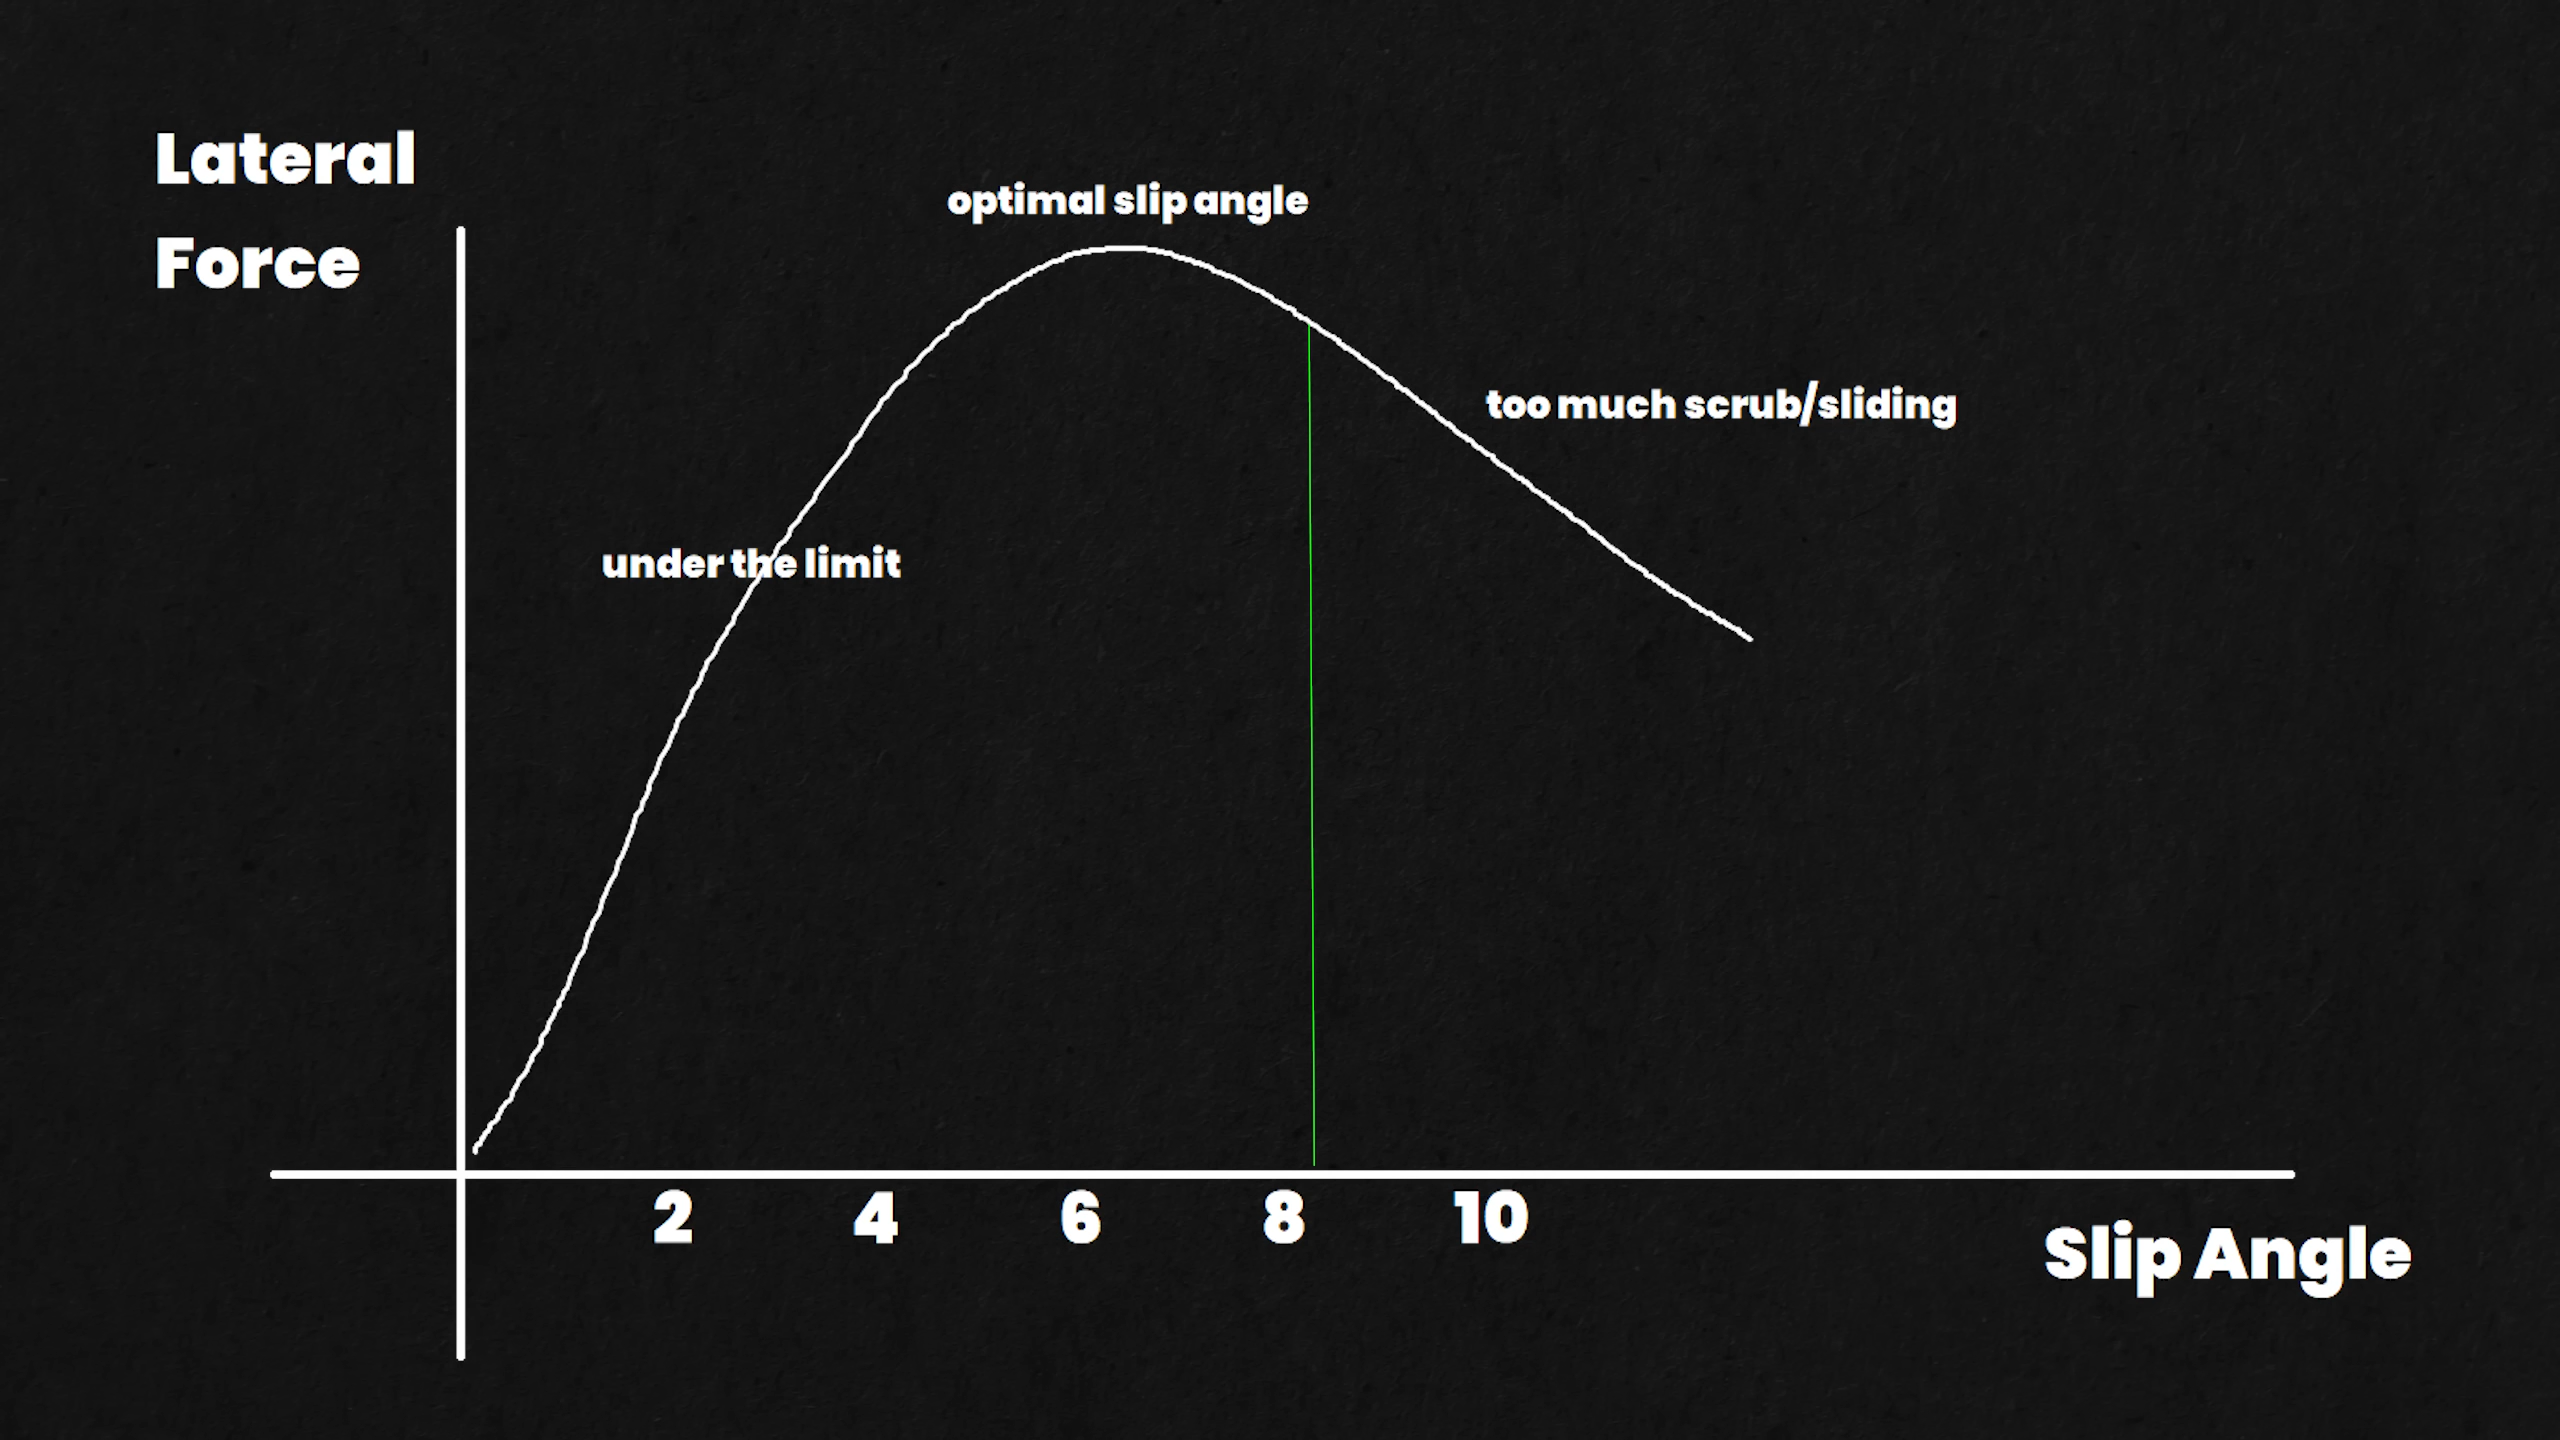 Lateral
Force
optimal slip angle
too much scrub/sliding
under the limit
2 4 6 8 10
Slip Angle